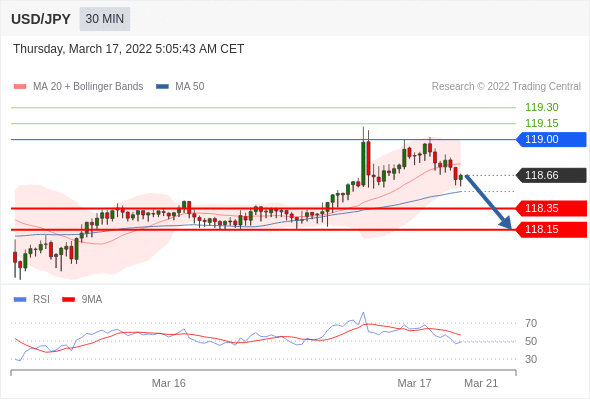 USD/JPY 30 MIN
Thursday, March 17, 2022 5:05:43 AM CET
MA 20 + Bollinger Bands MA 50 Research © 2022 Trading Central
119.30
119.15
119.00
118.66
118.35
118.15
RSI 9MA
70
50
30
Mar 16 Mar 17 Mar 21